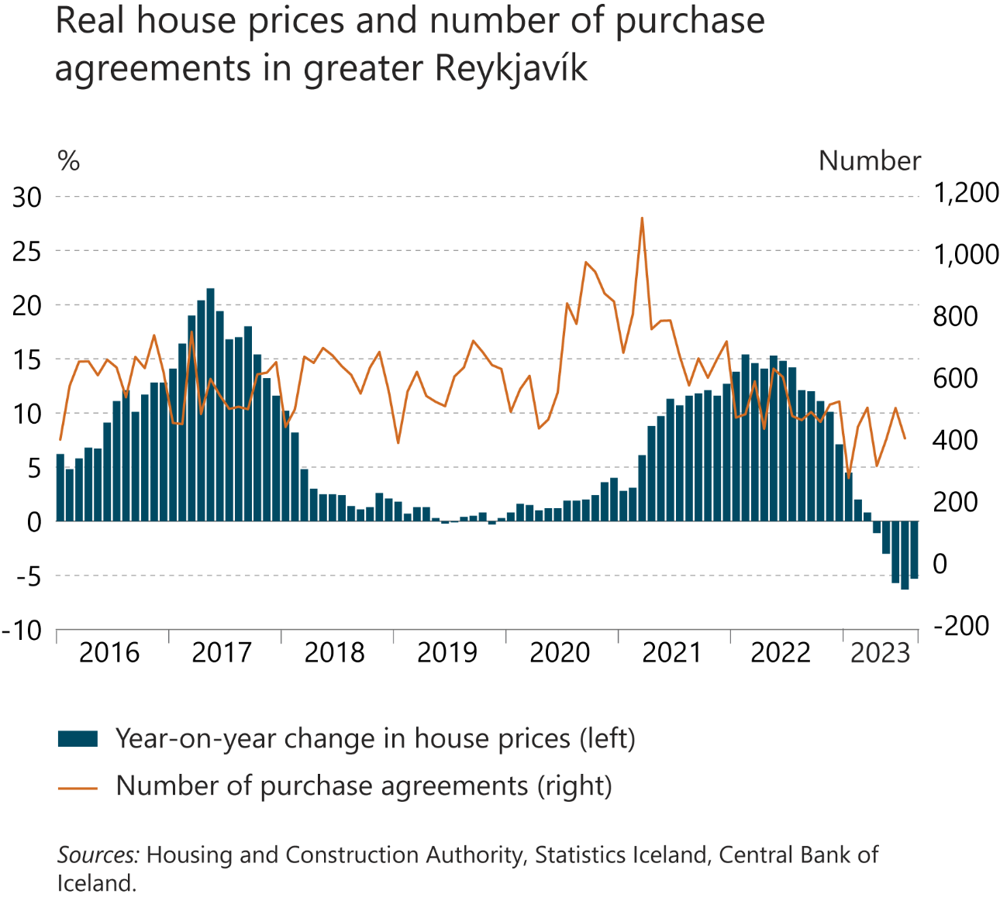 Real house prices and number of purchase
agreements in greater Reykjavík
%
Number
30
1,200
25
1,000
20
800
15
600
10
400
5
200
0
0
-5
-10
-200
2016 2017 2018 2019 2020 2021 2022 2023
Year-on-year change in house prices (left)
Number of purchase agreements (right)
Sources: Housing and Construction Authority, Statistics Iceland, Central Bank of
Iceland.